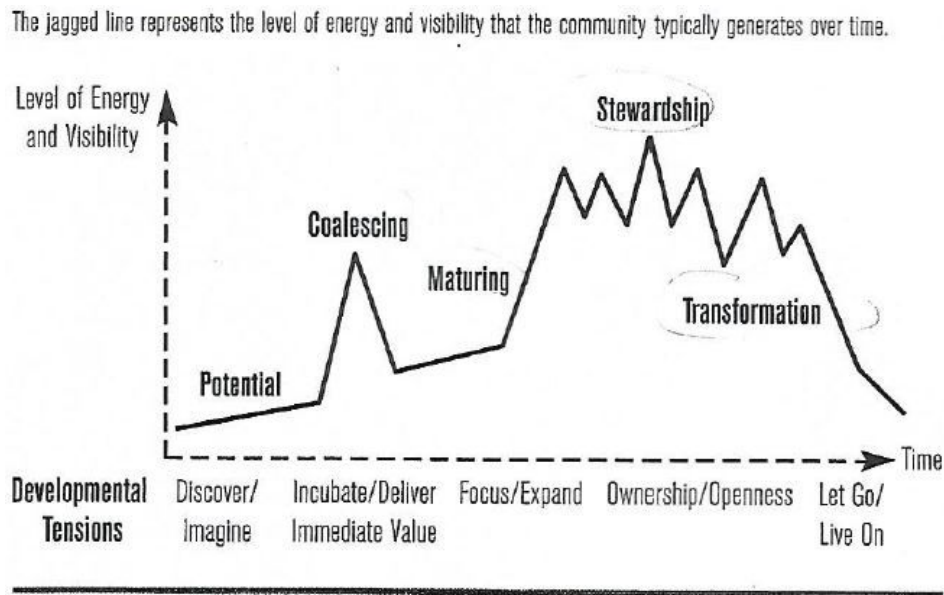 The jagged line represents the level of energy and visibility that the community typically generates over time.
Level of Energy
and Visibility
Stewardship
Coalescing
Maturing
Transformation
Potential
Time
Developmental
Tensions
Discover/
Imagine
Incubate/Deliver
Immediate Value
Focus/Expand
Ownership/Openness
Let Go/
Live On